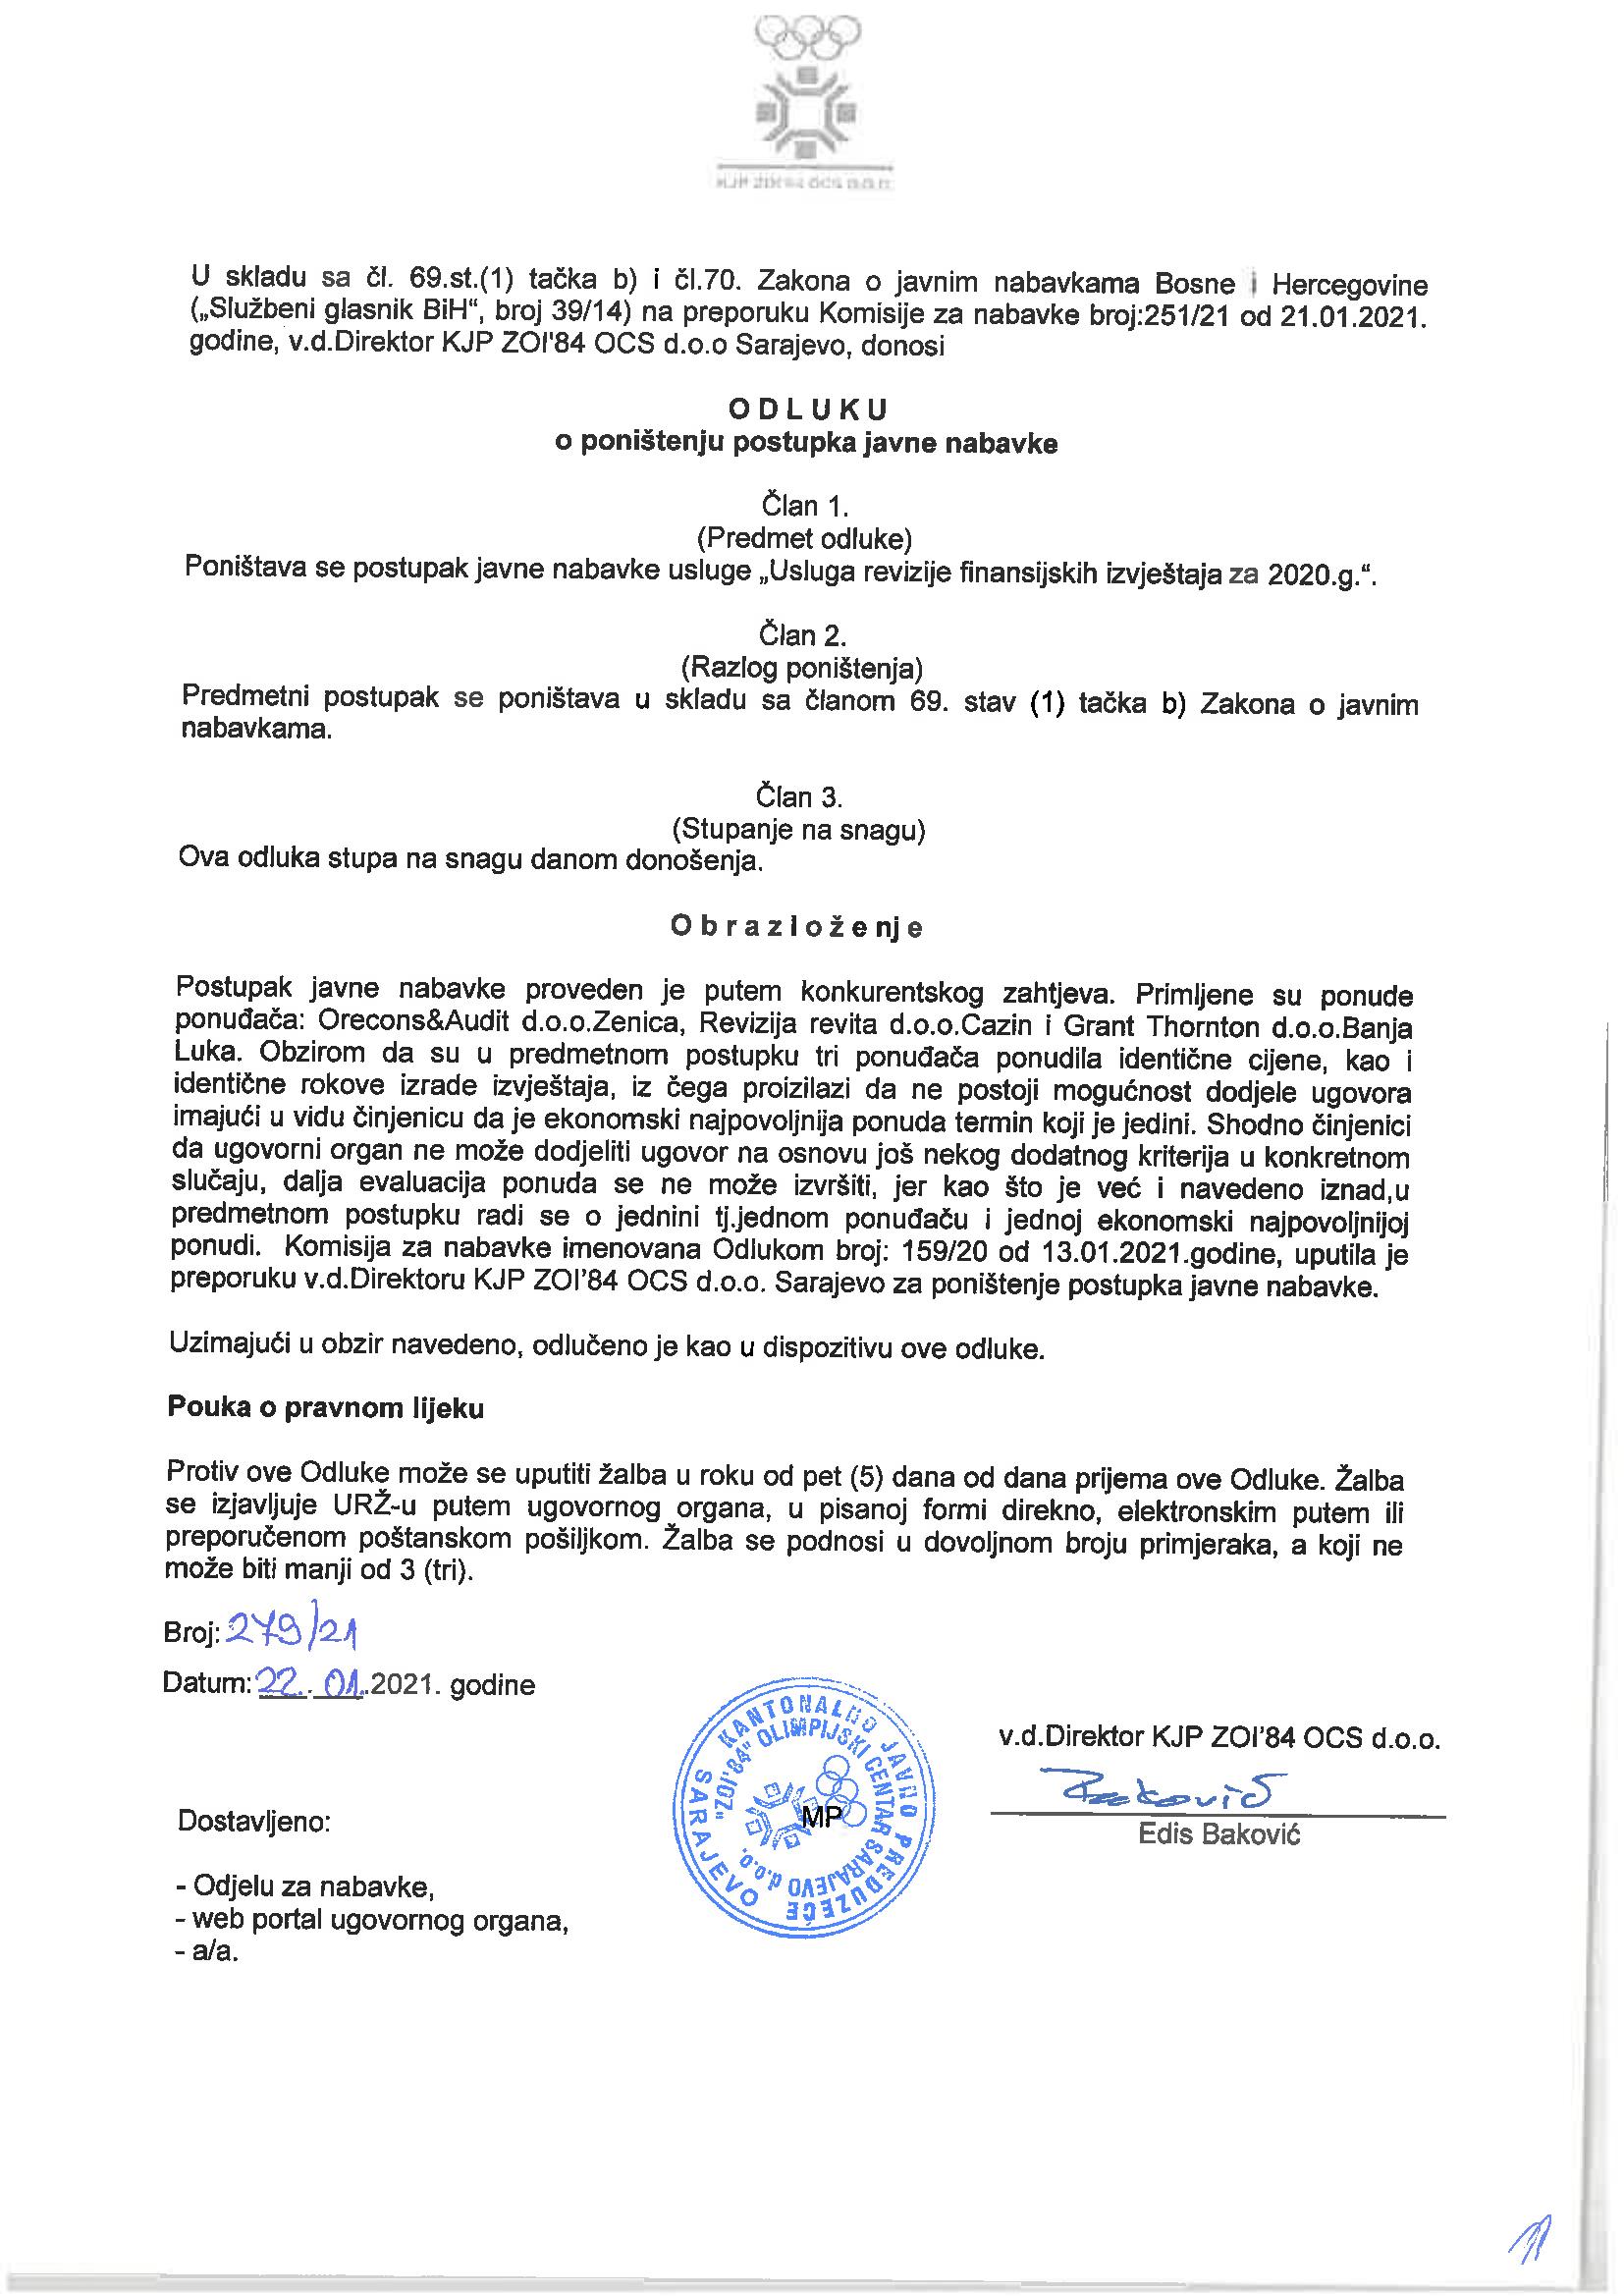 KJP ZOI'84 OCS d.o.o.
U skladu sa čl. 69.st.(1) tačka b) i čl.70. Zakona o javnim nabavkama Bosne i Hercegovine
(„Službeni glasnik BiH“, broj 39/14) na preporuku Komisije za nabavke broj:251/21 od 21.01.2021.
godine, v.d.Direktor KJP ZOI'84 OCS d.o.o Sarajevo, donosi
O D L U K U
o poništenju postupka javne nabavke
Član 1.
(Predmet odluke)
Poništava se postupak javne nabavke usluge „Usluga revizije finansijskih izvještaja za 2020.g.“.
Član 2.
(Razlog poništenja)
Predmetni postupak se poništava u skladu sa članom 69. stav (1) tačka b) Zakona o javnim
nabavkama.
Član 3.
(Stupanje na snagu)
Ova odluka stupa na snagu danom donošenja.
O b r a z l o ž e nj e
Postupak javne nabavke proveden je putem konkurentskog zahtjeva. Primljene su ponude
ponuđača: Orecons&Audit d.o.o.Zenica, Revizija revita d.o.o.Cazin i Grant Thornton d.o.o.Banja
Luka. Obzirom da su u predmetnom postupku tri ponuđača ponudila identične cijene, kao i
identične rokove izrade izvještaja, iz čega proizilazi da ne postoji mogućnost dodjele ugovora
imajući u vidu činjenicu da je ekonomski najpovoljnija ponuda termin koji je jedini. Shodno činjenici
da ugovorni organ ne može dodjeliti ugovor na osnovu još nekog dodatnog kriterija u konkretnom
slučaju, dalja evaluacija ponuda se ne može izvršiti, jer kao što je već i navedeno iznad,u
predmetnom postupku radi se o jednini tj.jednom ponuđaču i jednoj ekonomski najpovoljnijoj
ponudi. Komisija za nabavke imenovana Odlukom broj: 159/20 od 13.01.2021.godine, uputila je
preporuku v.d.Direktoru KJP ZOI'84 OCS d.o.o. Sarajevo za poništenje postupka javne nabavke.
Uzimajući u obzir navedeno, odlučeno je kao u dispozitivu ove odluke.
Pouka o pravnom lijeku
Protiv ove Odluke može se uputiti žalba u roku od pet (5) dana od dana prijema ove Odluke. Žalba
se izjavljuje URŽ-u putem ugovornog organa, u pisanoj formi direkno, elektronskim putem ili
preporučenom poštanskom pošiljkom. Žalba se podnosi u dovoljnom broju primjeraka, a koji ne
može biti manji od 3 (tri).
Broj: 279/21
Datum: 22. 01.2021. godine
KANTONALNO JAVNO PREDUZEĆE
"ZOI'84" OLIMPIJSKI CENTAR SARAJEVO d.o.o.
SARAJEVO
MP
v.d.Direktor KJP ZOI'84 OCS d.o.o.
Baković
Edis Baković
Dostavljeno:
- Odjelu za nabavke,
- web portal ugovornog organa,
- a/a.